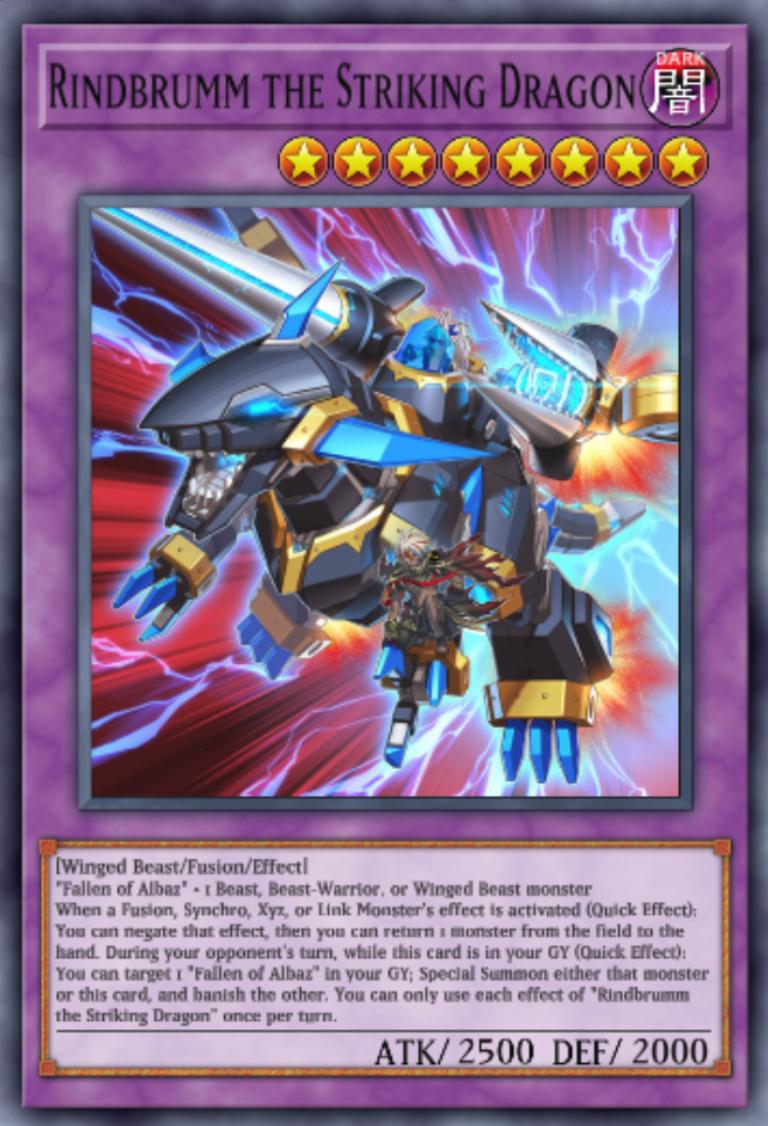 RINDBRUMM THE STRIKING DRAGON
DARK
闇
[Winged Beast/Fusion/Effect]
"Fallen of Albaz" + 1 Beast, Beast-Warrior, or Winged Beast monster
When a Fusion, Synchro, Xyz, or Link Monster's effect is activated (Quick Effect):
You can negate that effect, then you can return 1 monster from the field to the
hand. During your opponent's turn, while this card is in your GY (Quick Effect):
You can target 1 "Fallen of Albaz" in your GY; Special Summon either that monster
or this card, and banish the other. You can only use each effect of "Rindbrumm
the Striking Dragon" once per turn.
ATK/ 2500 DEF/ 2000